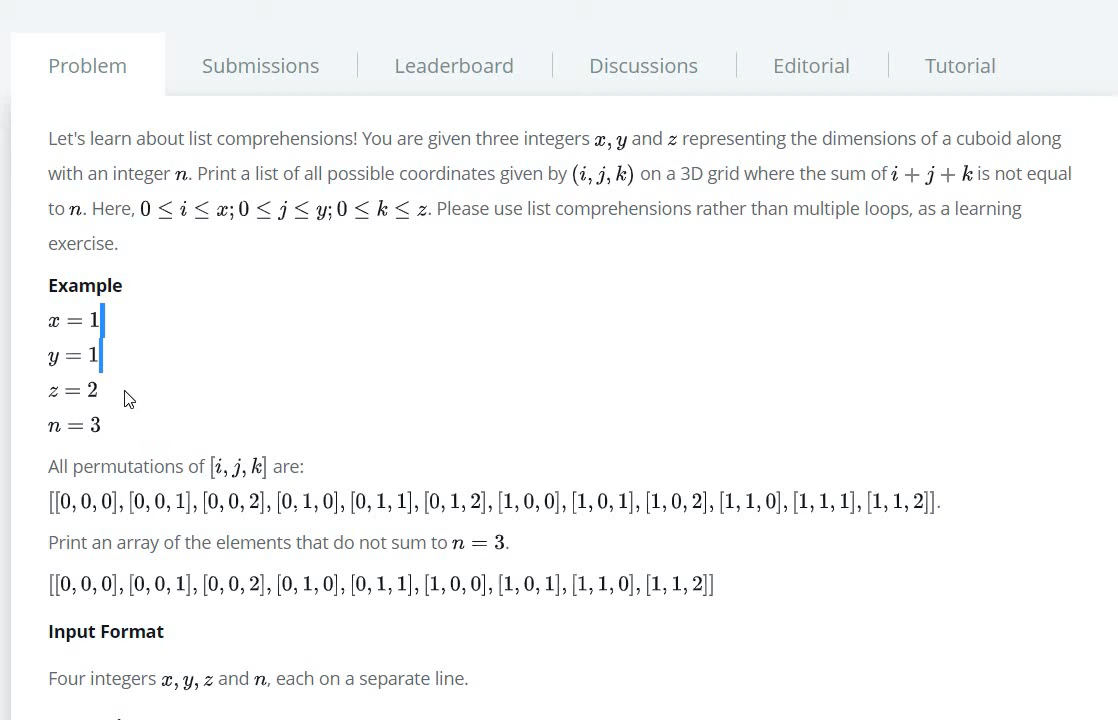 Problem Submissions Leaderboard Discussions Editorial Tutorial
Let's learn about list comprehensions! You are given three integers x, y and z representing the dimensions of a cuboid along
with an integer n. Print a list of all possible coordinates given by (i, j, k) on a 3D grid where the sum of i + j + k is not equal
to n. Here, 0 ≤ i ≤ x; 0 ≤ j ≤ y; 0 ≤ k ≤ z. Please use list comprehensions rather than multiple loops, as a learning
exercise.
Example
x = 1
y = 1
z = 2
n = 3
All permutations of [i, j, k] are:
[[0, 0, 0], [0, 0, 1], [0, 0, 2], [0, 1, 0], [0, 1, 1], [0, 1, 2], [1, 0, 0], [1, 0, 1], [1, 0, 2], [1, 1, 0], [1, 1, 1], [1, 1, 2]].
Print an array of the elements that do not sum to n = 3.
[[0, 0, 0], [0, 0, 1], [0, 0, 2], [0, 1, 0], [0, 1, 1], [1, 0, 0], [1, 0, 1], [1, 1, 0], [1, 1, 2]]
Input Format
Four integers x, y, z and n, each on a separate line.